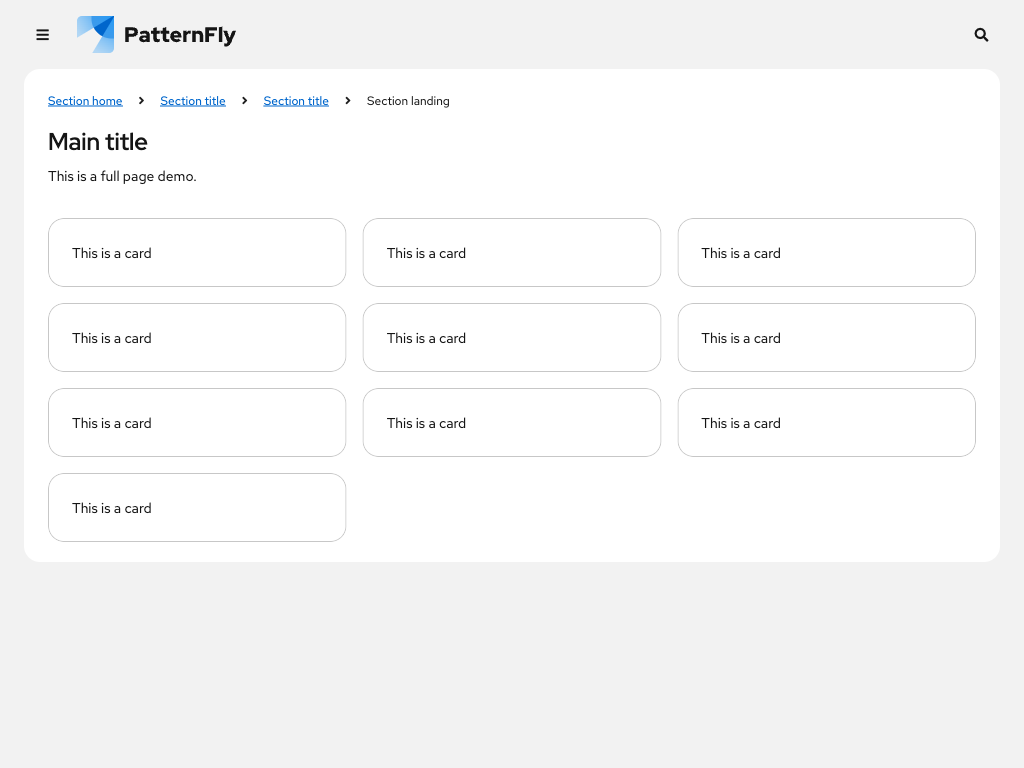 PatternFly
Section home Section title Section title Section landing
Main title
This is a full page demo.
This is a card This is a card This is a card
This is a card This is a card This is a card
This is a card This is a card This is a card
This is a card